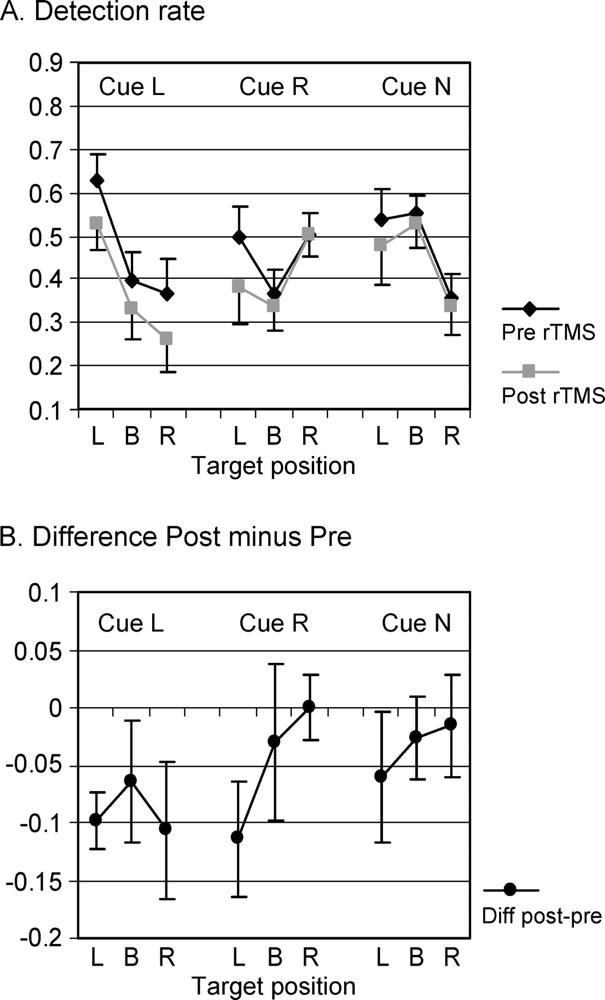 A. Detection rate
0.9
Cue L Cue R Cue N
0.8
0.7
0.6
0.5
0.4
0.3
0.2
0.1
Pre rTMS
Post rTMS
L B R L B R L B R
Target position
B. Difference Post minus Pre
0.1
Cue L Cue R Cue N
0.05
0
-0.05
-0.1
-0.15
-0.2
Diff post-pre
L B R L B R L B R
Target position